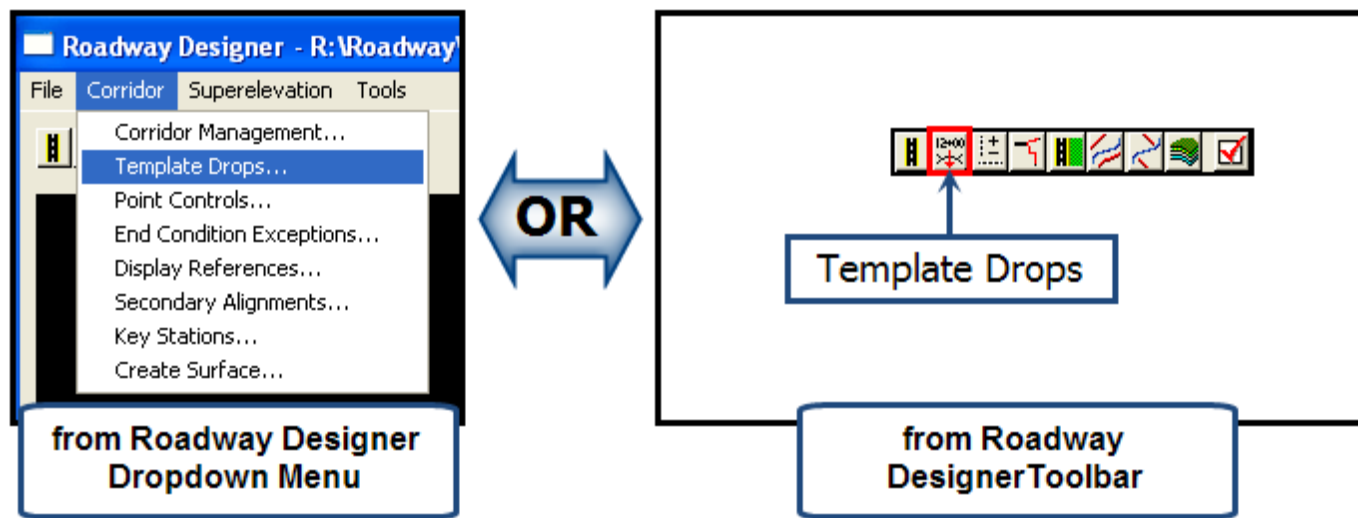 Roadway Designer - R:\Roadway\
File Corridor Superelevation Tools
Corridor Management...
Template Drops...
Point Controls...
End Condition Exceptions...
Display References...
Secondary Alignments...
Key Stations...
Create Surface...
from Roadway Designer
Dropdown Menu
OR
12+00
Template Drops
from Roadway
DesignerToolbar